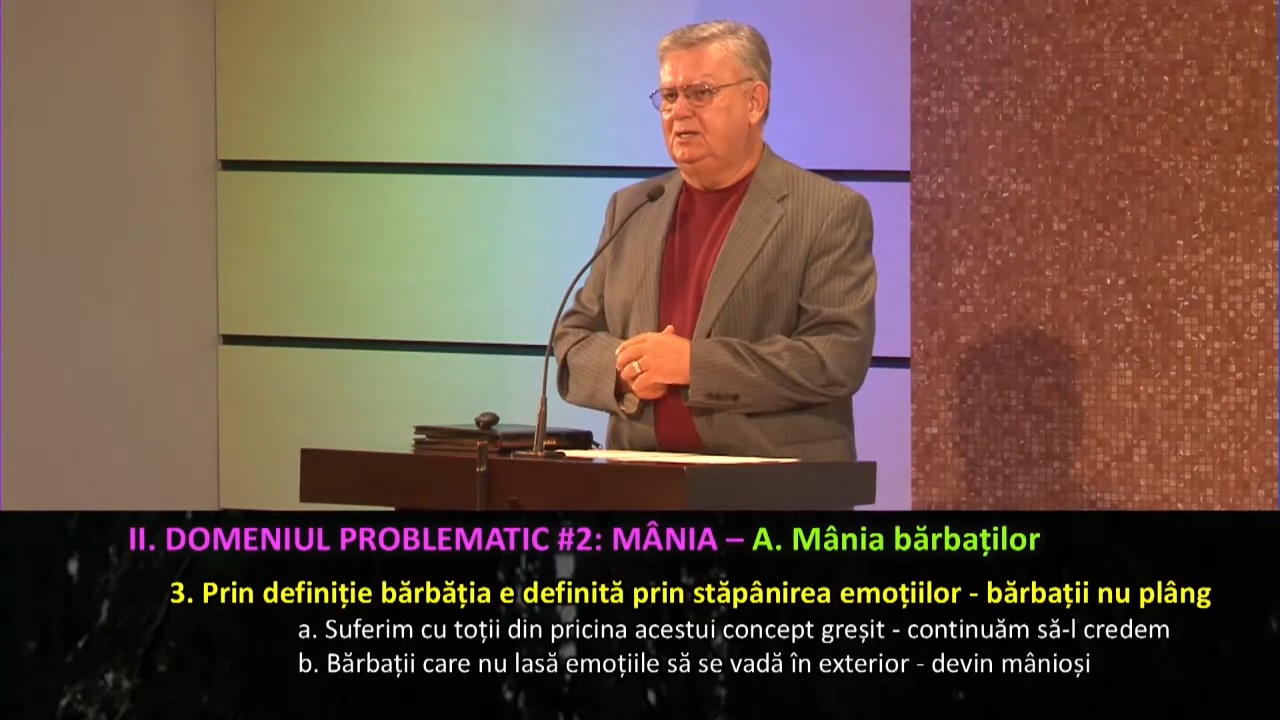 II. DOMENIUL PROBLEMATIC #2: MÂNIA – A. Mânia bărbaților
3. Prin definiție bărbăția e definită prin stăpânirea emoțiilor - bărbații nu plâng
a. Suferim cu toții din pricina acestui concept greșit - continuăm să-l credem
b. Bărbații care nu lasă emoțiile să se vadă în exterior - devin mânioși